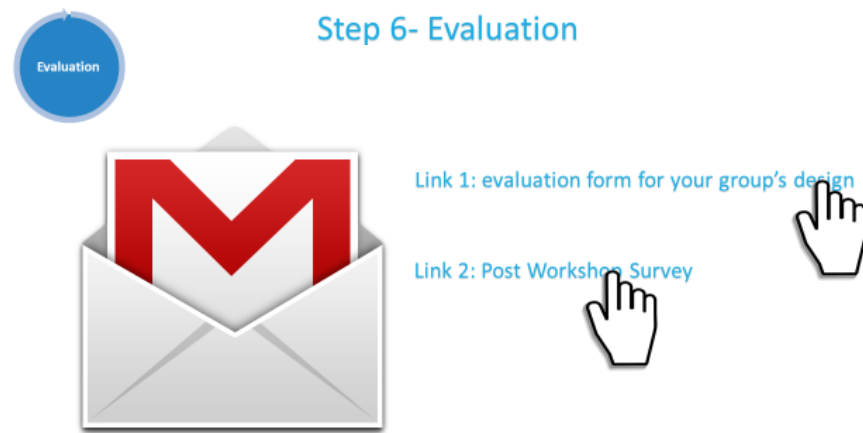 Step 6- Evaluation
Evaluation
Link 1: evaluation form for your group's design
Link 2: Post Workshop Survey